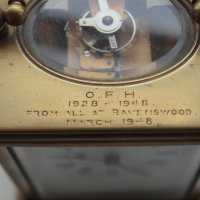 O.F.H.
1928 - 1948.
FROM ALL AT RAVENSWOOD.
MARCH 1948.